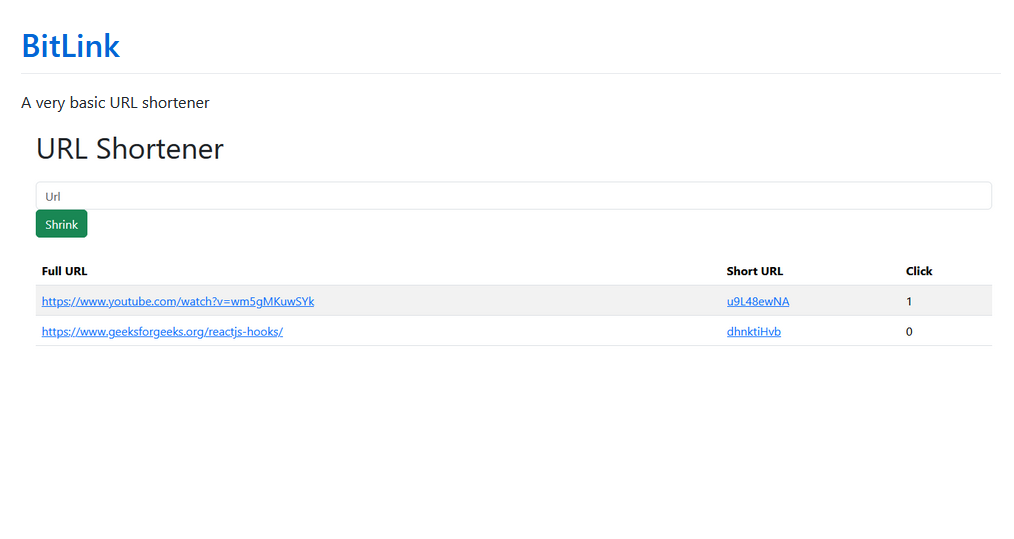 BitLink
A very basic URL shortener
URL Shortener
Url
Shrink
Full URL Short URL Click
https://www.youtube.com/watch?v=wm5gMKuwSYk u9L48ewNA 1
https://www.geeksforgeeks.org/reactjs-hooks/ dhnktiHvb 0